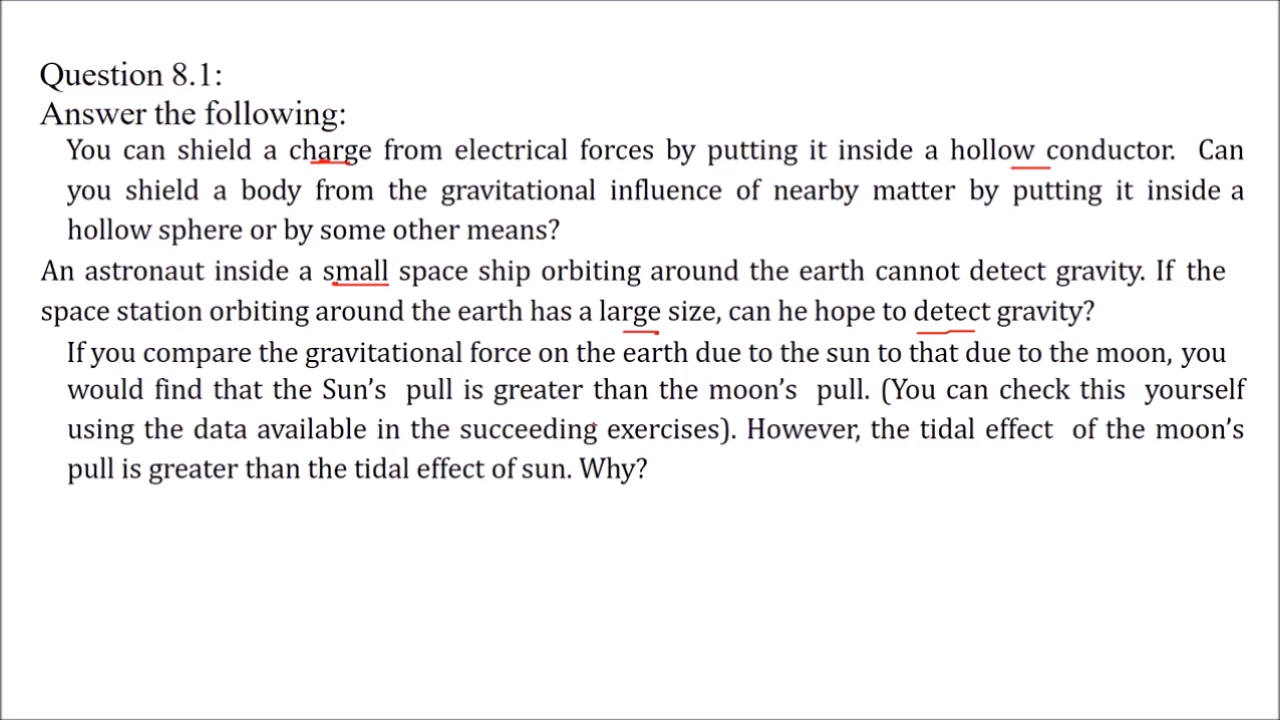 Question 8.1:
Answer the following:
You can shield a charge from electrical forces by putting it inside a hollow conductor. Can
you shield a body from the gravitational influence of nearby matter by putting it inside a
hollow sphere or by some other means?
An astronaut inside a small space ship orbiting around the earth cannot detect gravity. If the
space station orbiting around the earth has a large size, can he hope to detect gravity?
If you compare the gravitational force on the earth due to the sun to that due to the moon, you
would find that the Sun’s pull is greater than the moon’s pull. (You can check this yourself
using the data available in the succeeding exercises). However, the tidal effect of the moon’s
pull is greater than the tidal effect of sun. Why?